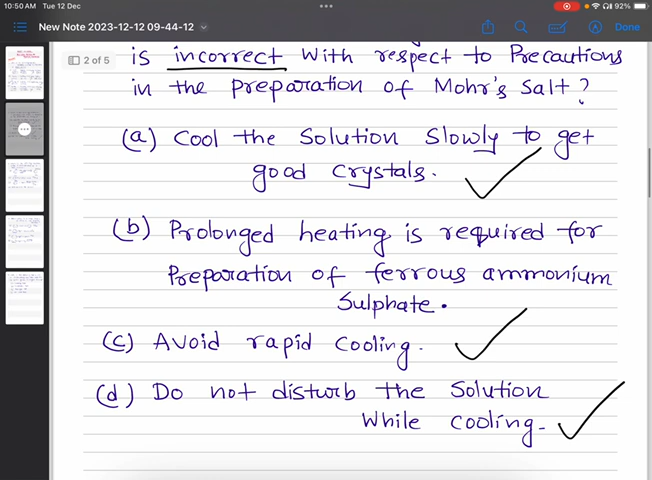 10:50 AM Tue 12 Dec
92%
New Note 2023-12-12 09-44-12
Done
2 of 5
is incorrect with respect to Precautions
in the preparation of Mohr's Salt?
(a) Cool the Solution Slowly to get
good crystals.
(b) Prolonged heating is required for
Preparation of ferrous ammonium
Sulphate.
(c) Avoid rapid cooling.
(d) Do not disturb the Solution
While cooling.